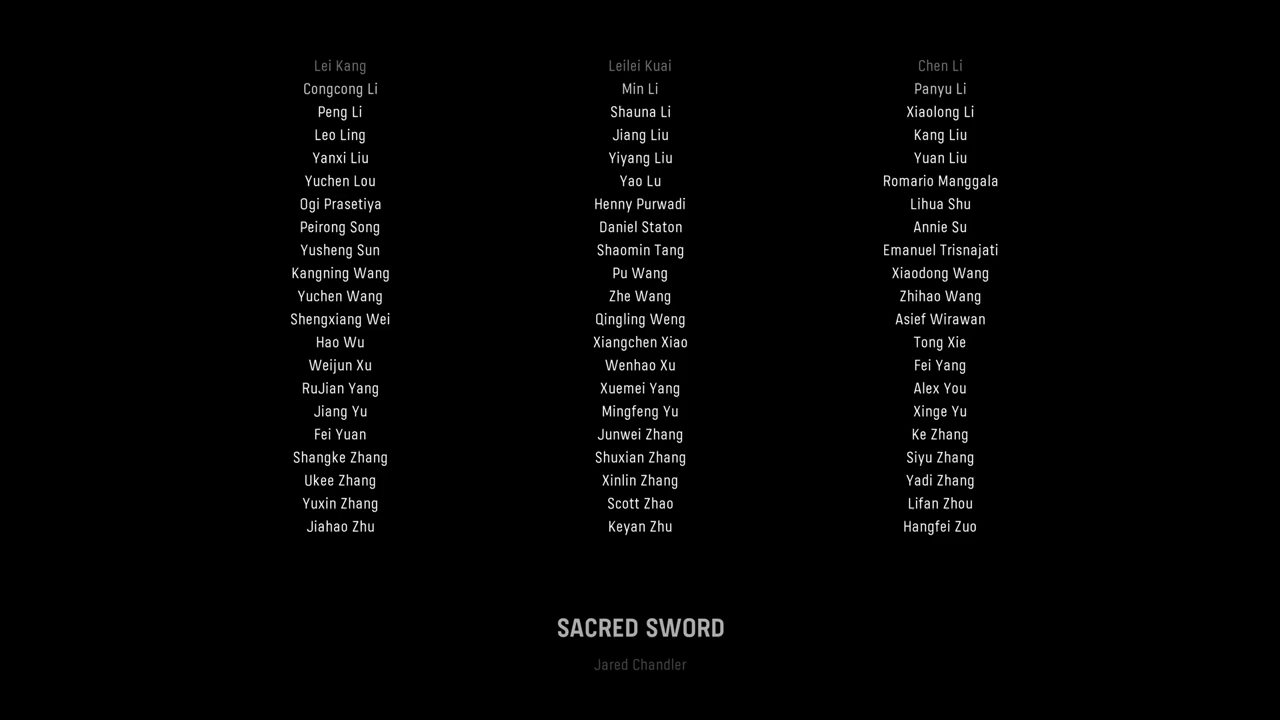 Lei Kang Leilei Kuai Chen Li
Congcong Li Min Li Panyu Li
Peng Li Shauna Li Xiaolong Li
Leo Ling Jiang Liu Kang Liu
Yanxi Liu Yiyang Liu Yuan Liu
Yuchen Lou Yao Lu Romario Manggala
Ogi Prasetiya Henny Purwadi Lihua Shu
Peirong Song Daniel Staton Annie Su
Yusheng Sun Shaomin Tang Emanuel Trisnajati
Kangning Wang Pu Wang Xiaodong Wang
Yuchen Wang Zhe Wang Zhihao Wang
Shengxiang Wei Qingling Weng Asief Wirawan
Hao Wu Xiangchen Xiao Tong Xie
Weijun Xu Wenhao Xu Fei Yang
RuJian Yang Xuemei Yang Alex You
Jiang Yu Mingfeng Yu Xinge Yu
Fei Yuan Junwei Zhang Ke Zhang
Shangke Zhang Shuxian Zhang Siyu Zhang
Ukee Zhang Xinlin Zhang Yadi Zhang
Yuxin Zhang Scott Zhao Lifan Zhou
Jiahao Zhu Keyan Zhu Hangfei Zuo
SACRED SWORD
Jared Chandler